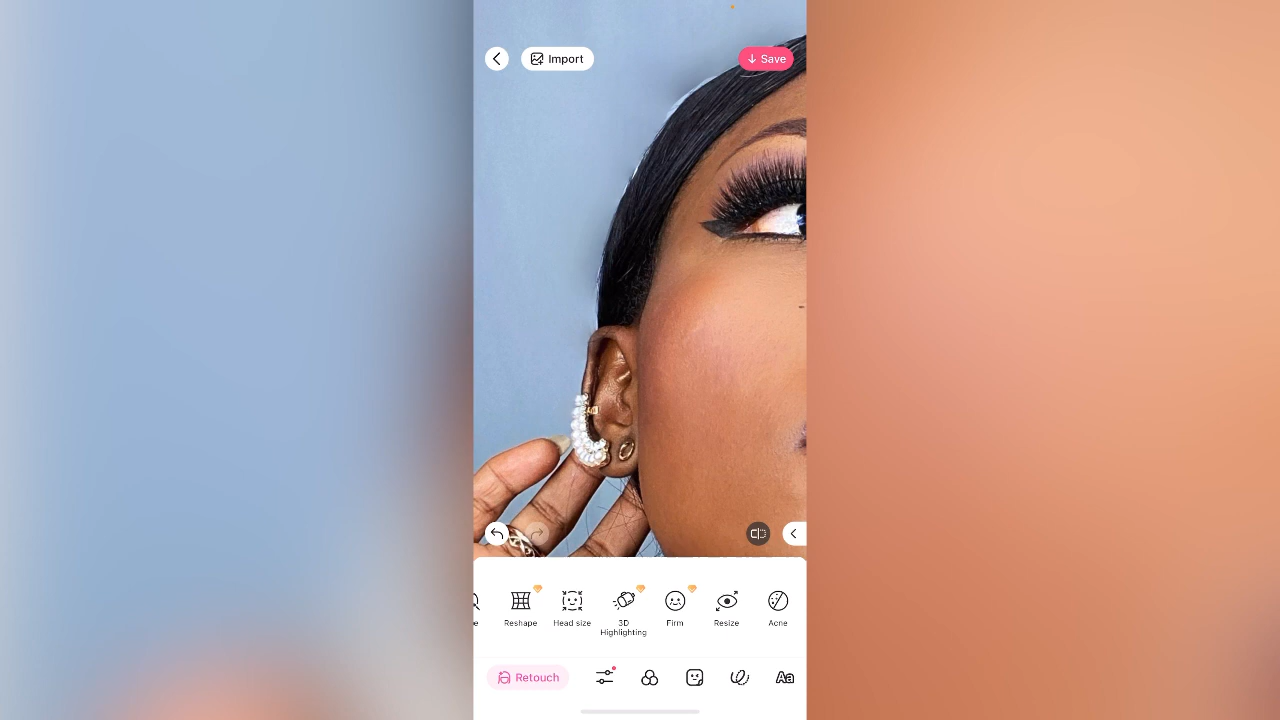 Import
Save
e
Reshape
Head size
3D
Highlighting
Firm
Resize
Acne
Retouch
Aa